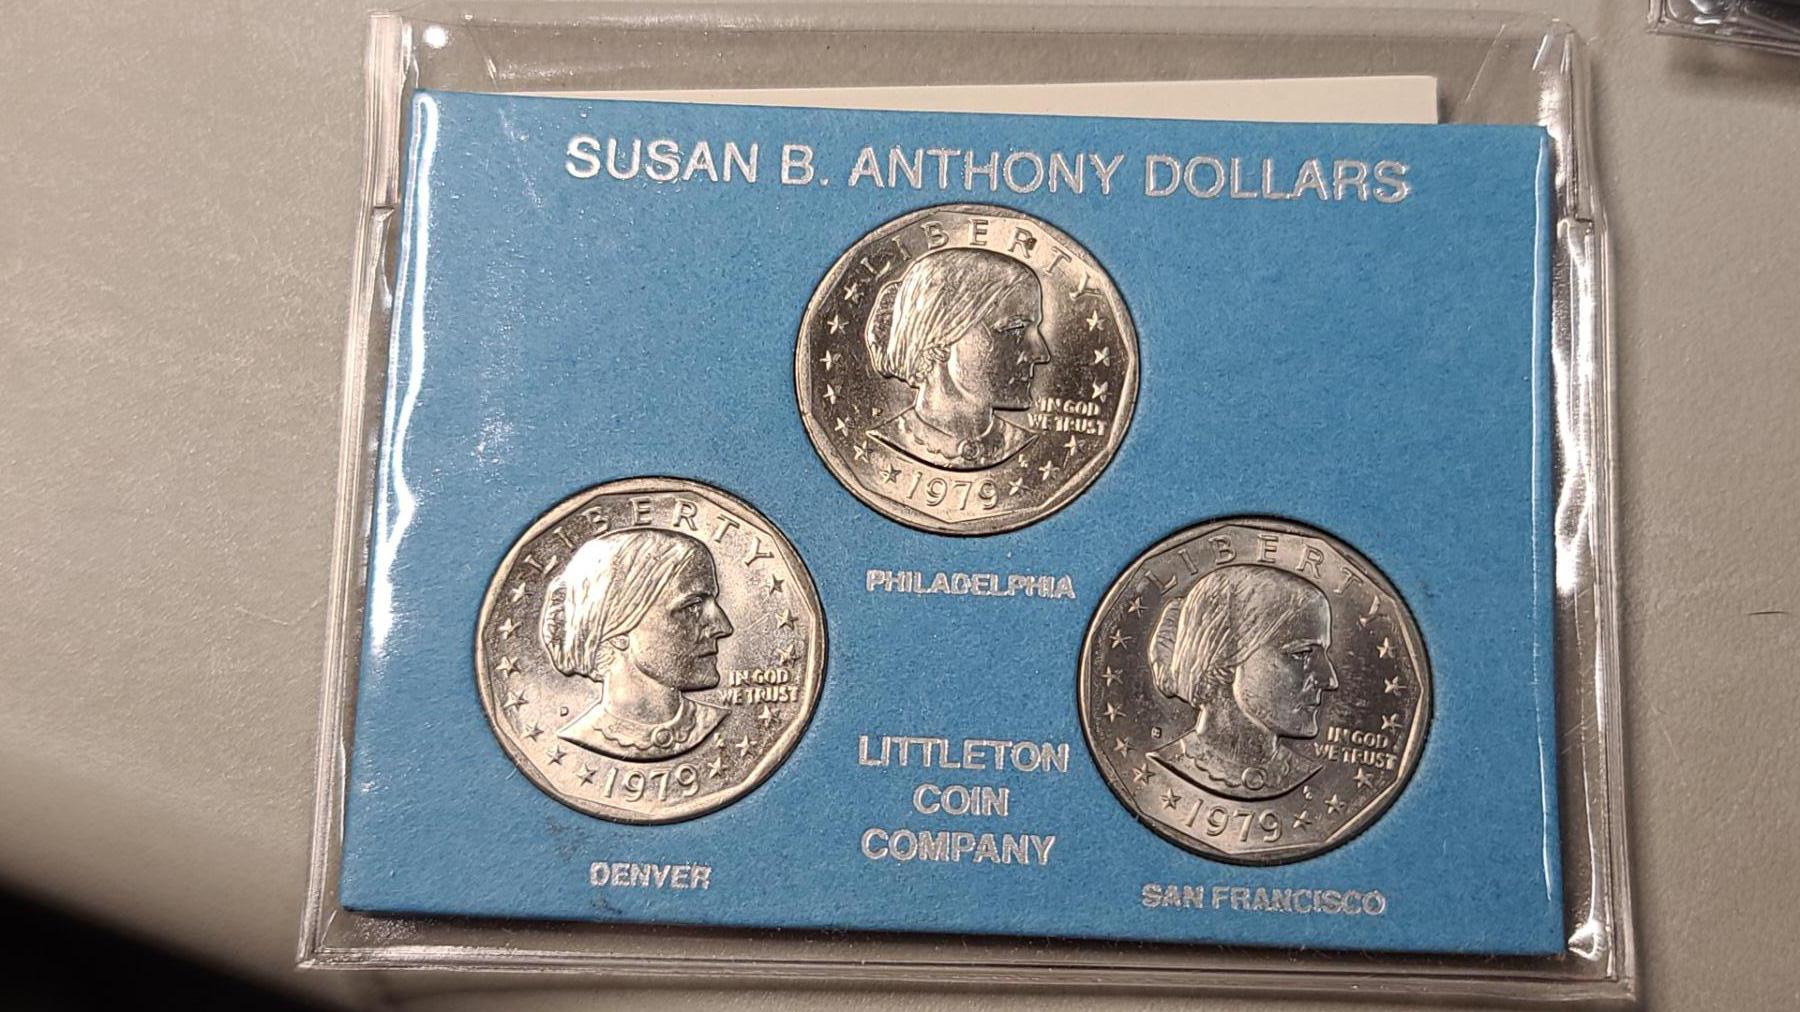 SUSAN B. ANTHONY DOLLARS
LIBERTY
P
IN GOD
WE TRUST
1979
PHILADELPHIA
LIBERTY
D
IN GOD
WE TRUST
1979
DENVER
LITTLETON
COIN
COMPANY
LIBERTY
S
IN GOD
WE TRUST
1979
SAN FRANCISCO